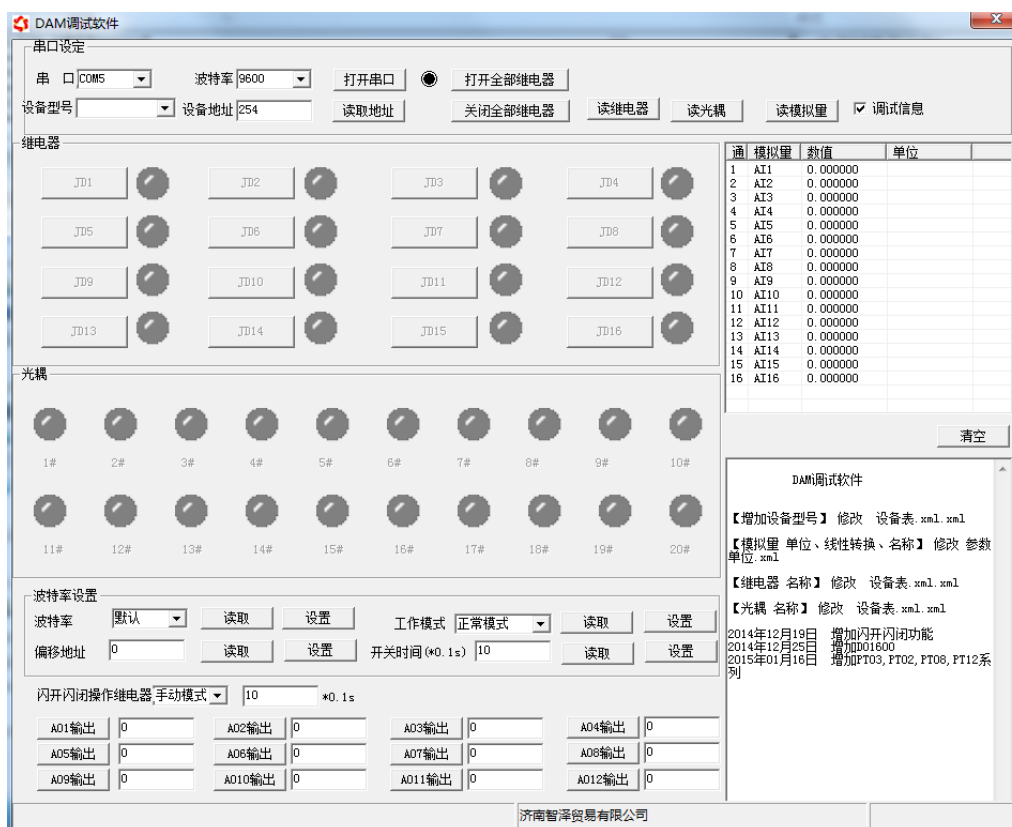 DAM调试软件
串口设定
串 口 COM5 波特率 9600 打开串口 打开全部继电器
设备型号 设备地址 254 读取地址 关闭全部继电器 读继电器 读光耦 读模拟量 调试信息
继电器
JD1 JD2 JD3 JD4
JD5 JD6 JD7 JD8
JD9 JD10 JD11 JD12
JD13 JD14 JD15 JD16
通 模拟量 数值 单位
1 AI1 0.000000
2 AI2 0.000000
3 AI3 0.000000
4 AI4 0.000000
5 AI5 0.000000
6 AI6 0.000000
7 AI7 0.000000
8 AI8 0.000000
9 AI9 0.000000
10 AI10 0.000000
11 AI11 0.000000
12 AI12 0.000000
13 AI13 0.000000
14 AI14 0.000000
15 AI15 0.000000
16 AI16 0.000000
清空
光耦
1# 2# 3# 4# 5# 6# 7# 8# 9# 10#
11# 12# 13# 14# 15# 16# 17# 18# 19# 20#
DAM调试软件
【增加设备型号】 修改 设备表.xml.xml
【模拟量 单位、线性转换、名称】 修改 参数
单位.xml
【继电器 名称】 修改 设备表.xml.xml
【光耦 名称】 修改 设备表.xml.xml
2014年12月19日 增加闪开闪闭功能
2014年12月25日 增加DO1600
2015年01月16日 增加PT03,PT02,PT08,PT12系
列
波特率设置
波特率 默认 读取 设置 工作模式 正常模式 读取 设置
偏移地址 0 读取 设置 开关时间(*0.1s) 10 读取 设置
闪开闪闭操作继电器 手动模式 10 *0.1s
AO1输出 0 AO2输出 0 AO3输出 0 AO4输出 0
AO5输出 0 AO6输出 0 AO7输出 0 AO8输出 0
AO9输出 0 AO10输出 0 AO11输出 0 AO12输出 0
济南智泽贸易有限公司